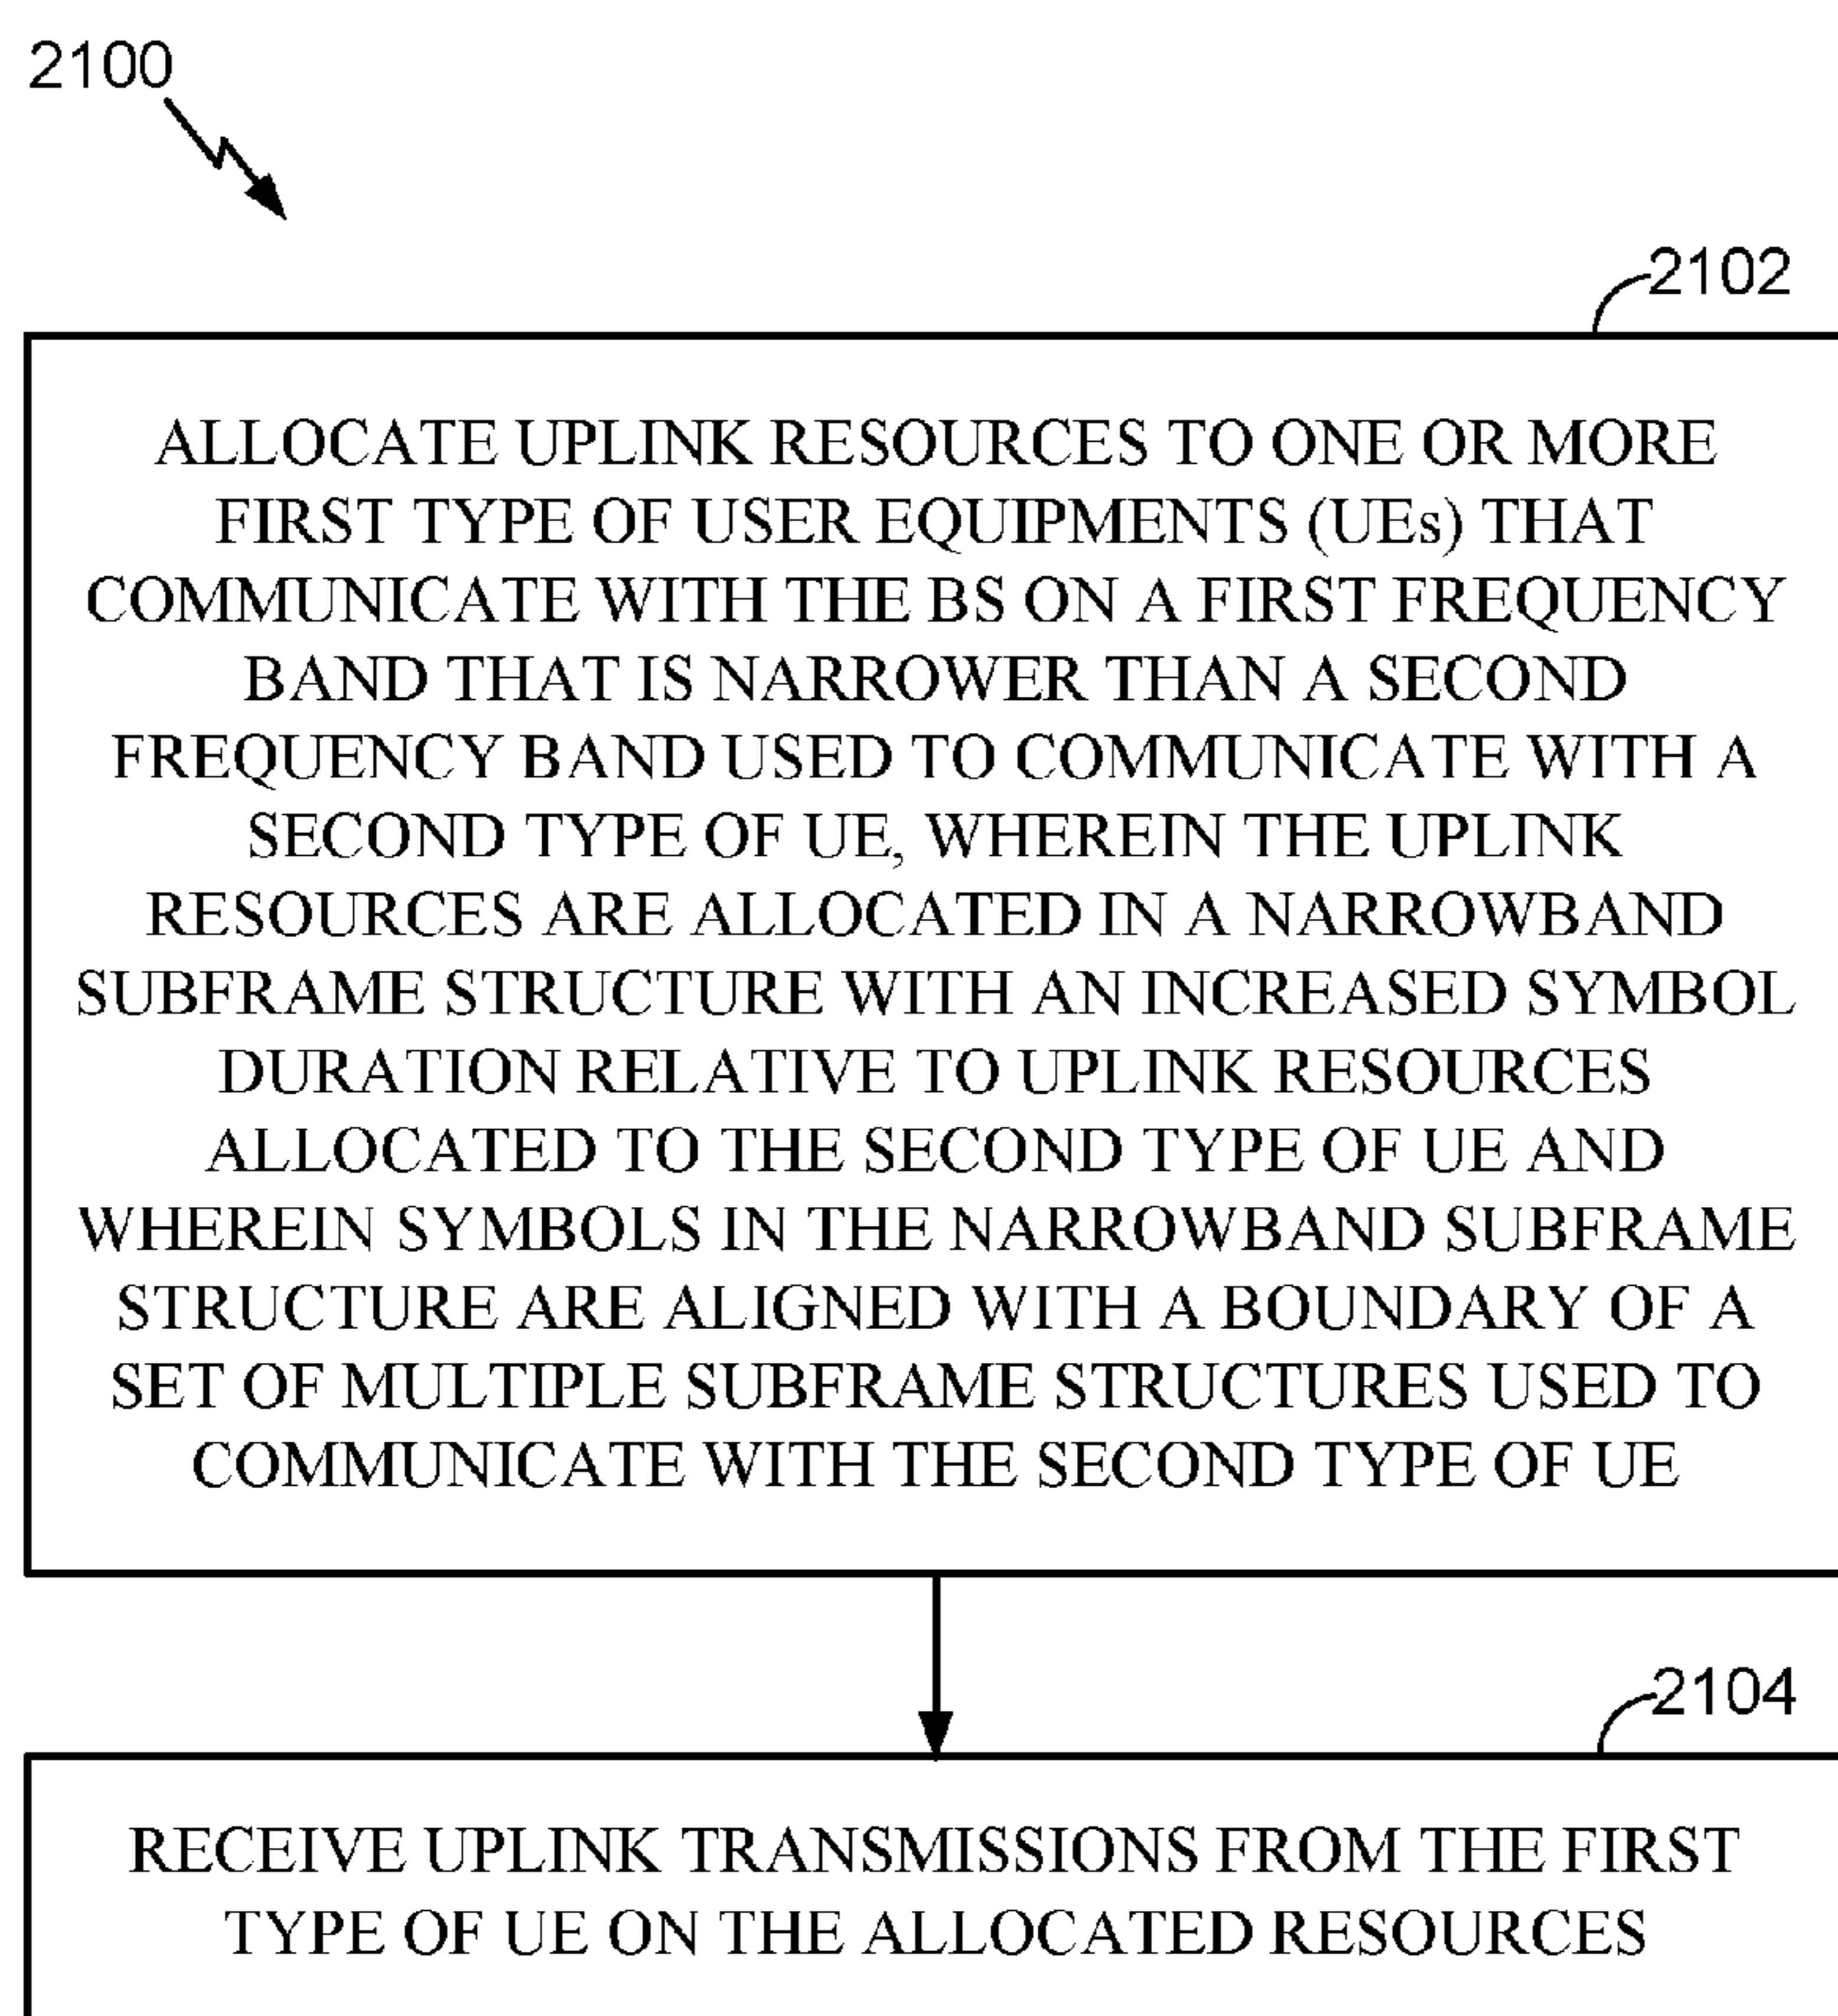 2100
2102
ALLOCATE UPLINK RESOURCES TO ONE OR MORE
FIRST TYPE OF USER EQUIPMENTS (UEs) THAT
COMMUNICATE WITH THE BS ON A FIRST FREQUENCY
BAND THAT IS NARROWER THAN A SECOND
FREQUENCY BAND USED TO COMMUNICATE WITH A
SECOND TYPE OF UE, WHEREIN THE UPLINK
RESOURCES ARE ALLOCATED IN A NARROWBAND
SUBFRAME STRUCTURE WITH AN INCREASED SYMBOL
DURATION RELATIVE TO UPLINK RESOURCES
ALLOCATED TO THE SECOND TYPE OF UE AND
WHEREIN SYMBOLS IN THE NARROWBAND SUBFRAME
STRUCTURE ARE ALIGNED WITH A BOUNDARY OF A
SET OF MULTIPLE SUBFRAME STRUCTURES USED TO
COMMUNICATE WITH THE SECOND TYPE OF UE
2104
RECEIVE UPLINK TRANSMISSIONS FROM THE FIRST
TYPE OF UE ON THE ALLOCATED RESOURCES